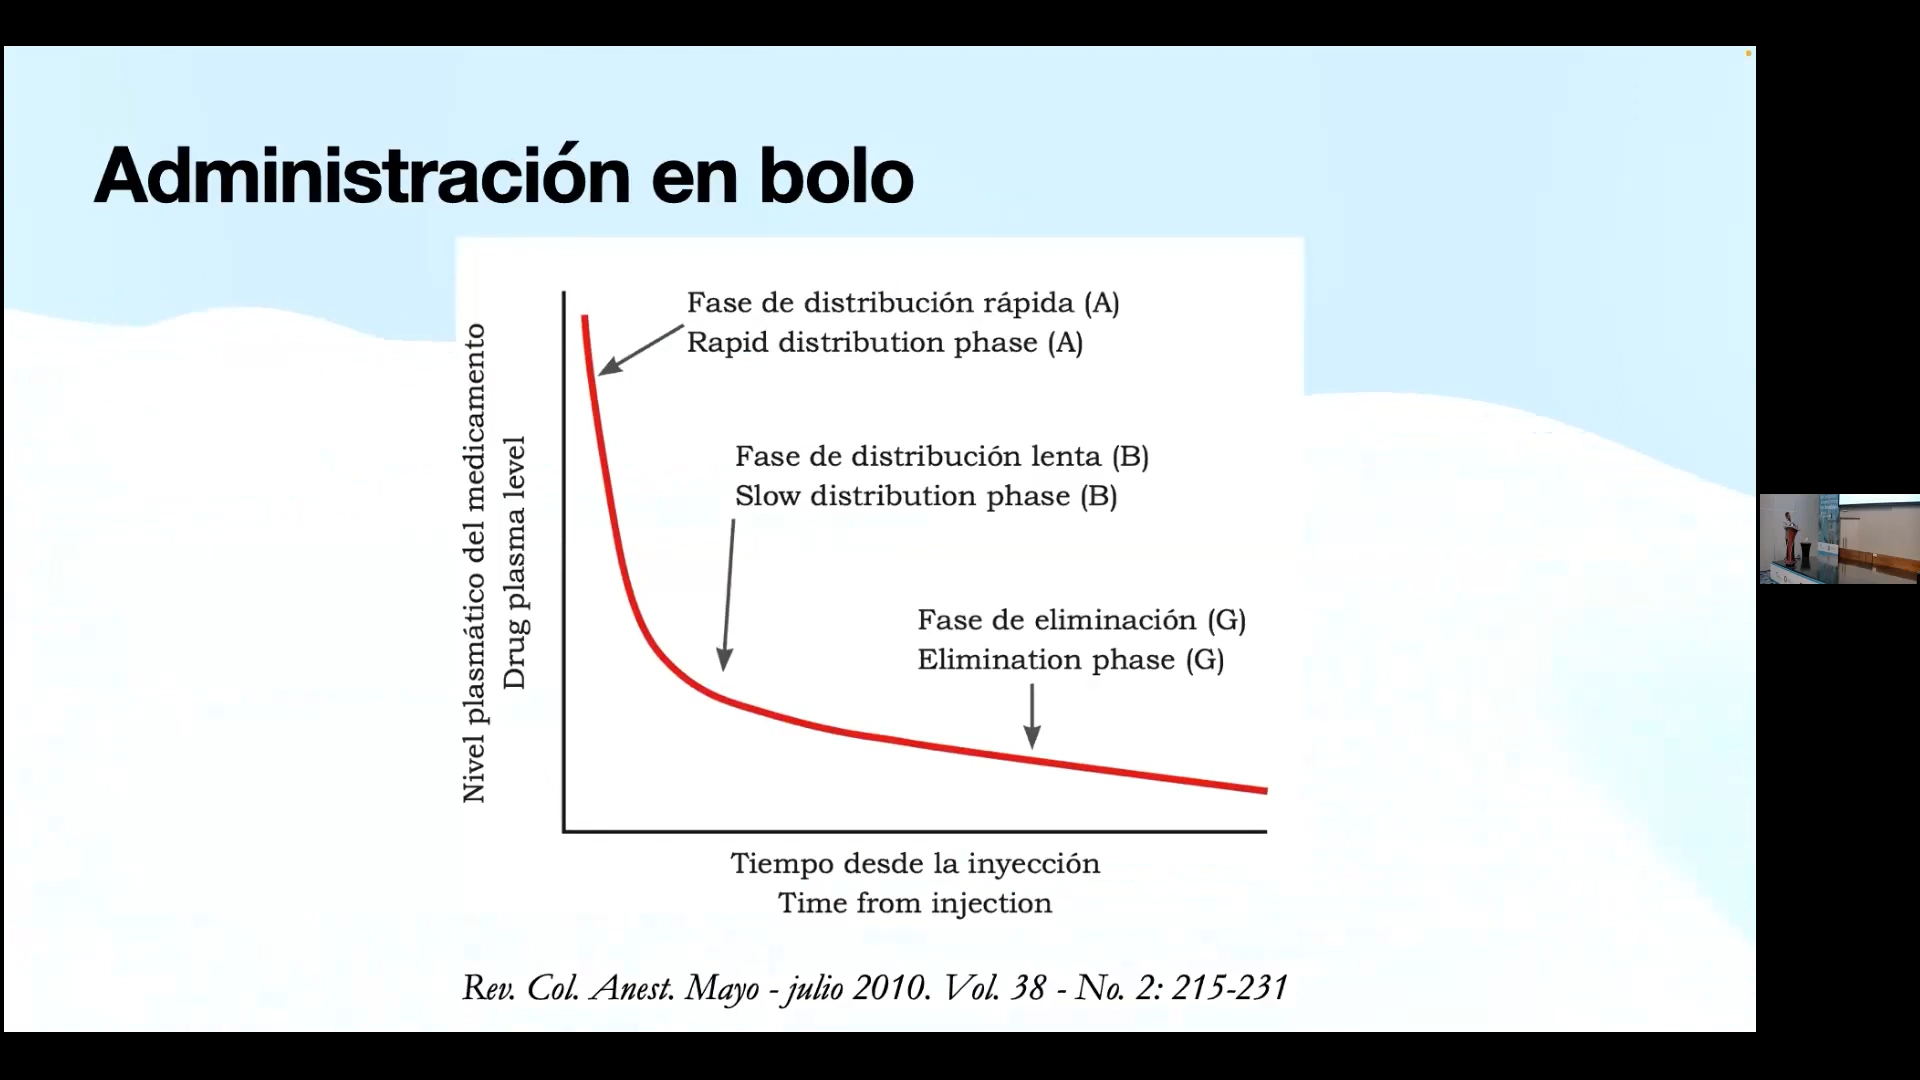 Administración en bolo
Fase de distribución rápida (A)
Rapid distribution phase (A)
Fase de distribución lenta (B)
Slow distribution phase (B)
Fase de eliminación (G)
Elimination phase (G)
Nivel plasmático del medicamento
Drug plasma level
Tiempo desde la inyección
Time from injection
Rev. Col. Anest. Mayo - julio 2010. Vol. 38 - No. 2: 215-231